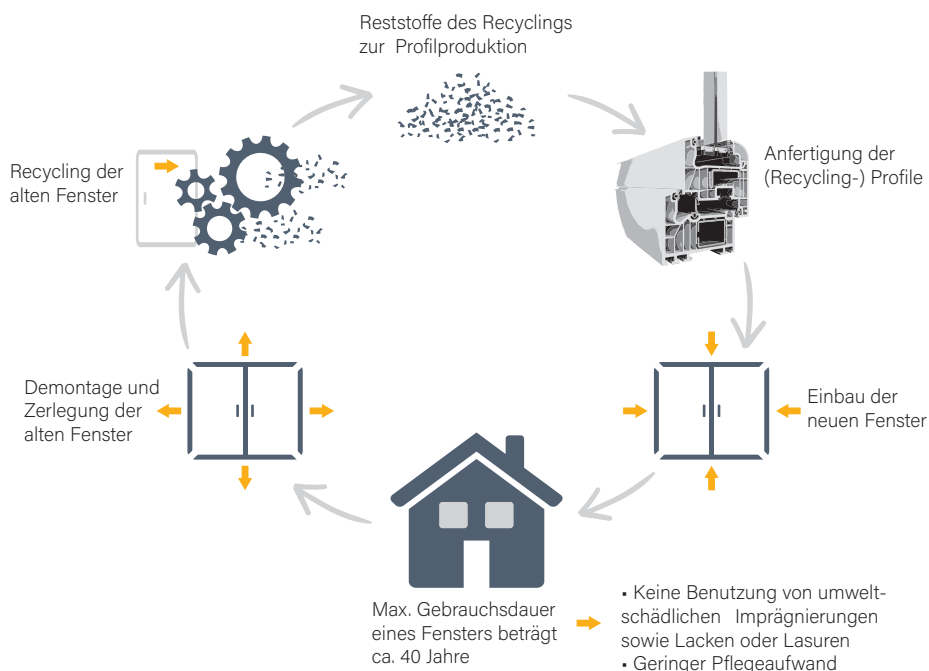 Reststoffe des Recyclings
zur Profilproduktion
Anfertigung der
(Recycling-) Profile
Recycling der
alten Fenster
Demontage und
Zerlegung der
alten Fenster
Einbau der
neuen Fenster
Max. Gebrauchsdauer
eines Fensters beträgt
ca. 40 Jahre
• Keine Benutzung von umwelt-
schädlichen Imprägnierungen
sowie Lacken oder Lasuren
• Geringer Pflegeaufwand